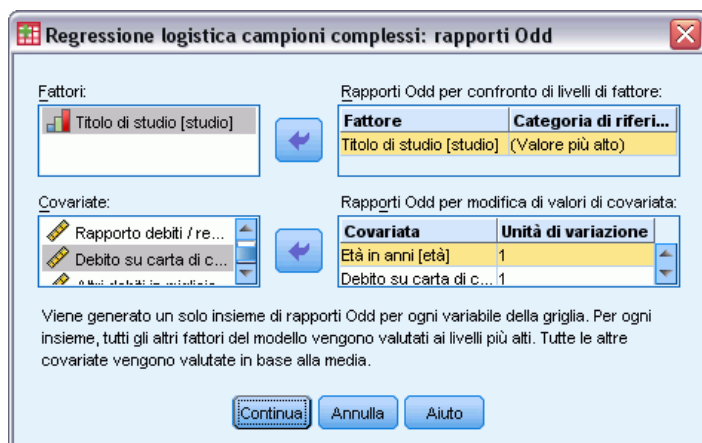 Regressione logistica campioni complessi: rapporti Odd
Fattori:
Titolo di studio [studio]
Rapporti Odd per confronto di livelli di fattore:
Fattore Categoria di riferi...
Titolo di studio [studio] (Valore più alto)
Covariate:
Rapporto debiti / re...
Debito su carta di c...
Rapporti Odd per modifica di valori di covariata:
Covariata Unità di variazione
Età in anni [età] 1
Debito su carta di c... 1
Viene generato un solo insieme di rapporti Odd per ogni variabile della griglia. Per ogni
insieme, tutti gli altri fattori del modello vengono valutati ai livelli più alti. Tutte le altre
covariate vengono valutate in base alla media.
Continua Annulla Aiuto